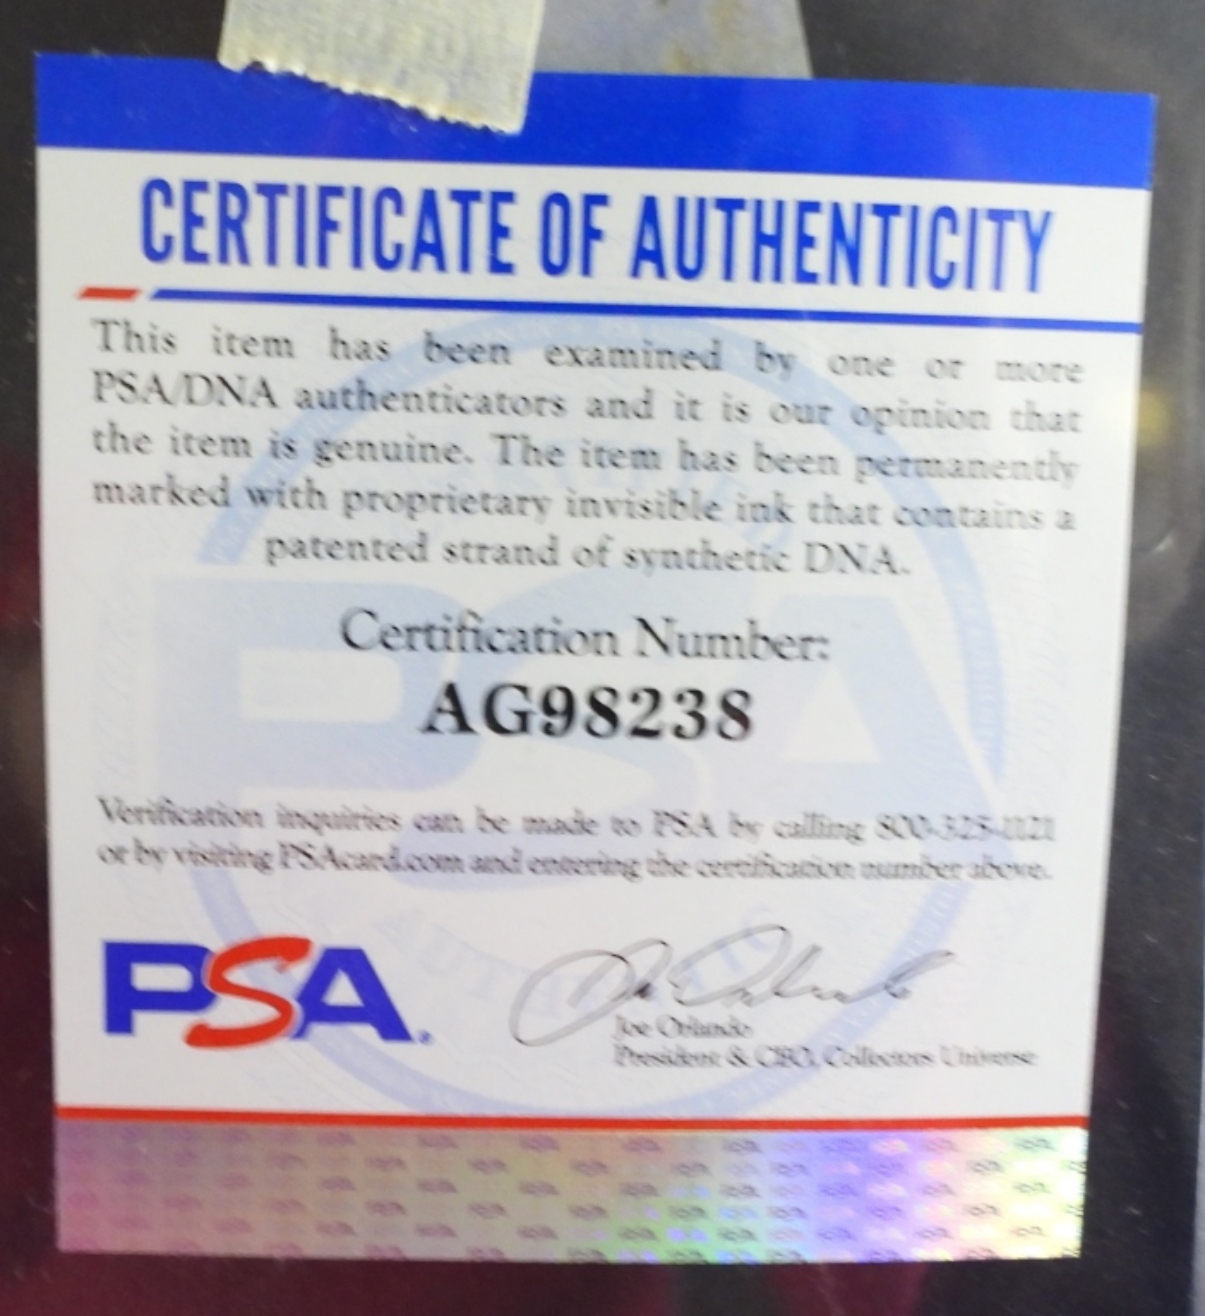 CERTIFICATE OF AUTHENTICITY
This item has been examined by one or more
PSA/DNA authenticators and it is our opinion that
the item is genuine. The item has been permanently
marked with proprietary invisible ink that contains a
patented strand of synthetic DNA.
Certification Number:
AG98238
Verification inquiries can be made to PSA by calling 800-325-1121
or by visiting PSAcard.com and entering the certification number above.
PSA
Joe Orlando
President & CEO, Collectors Universe